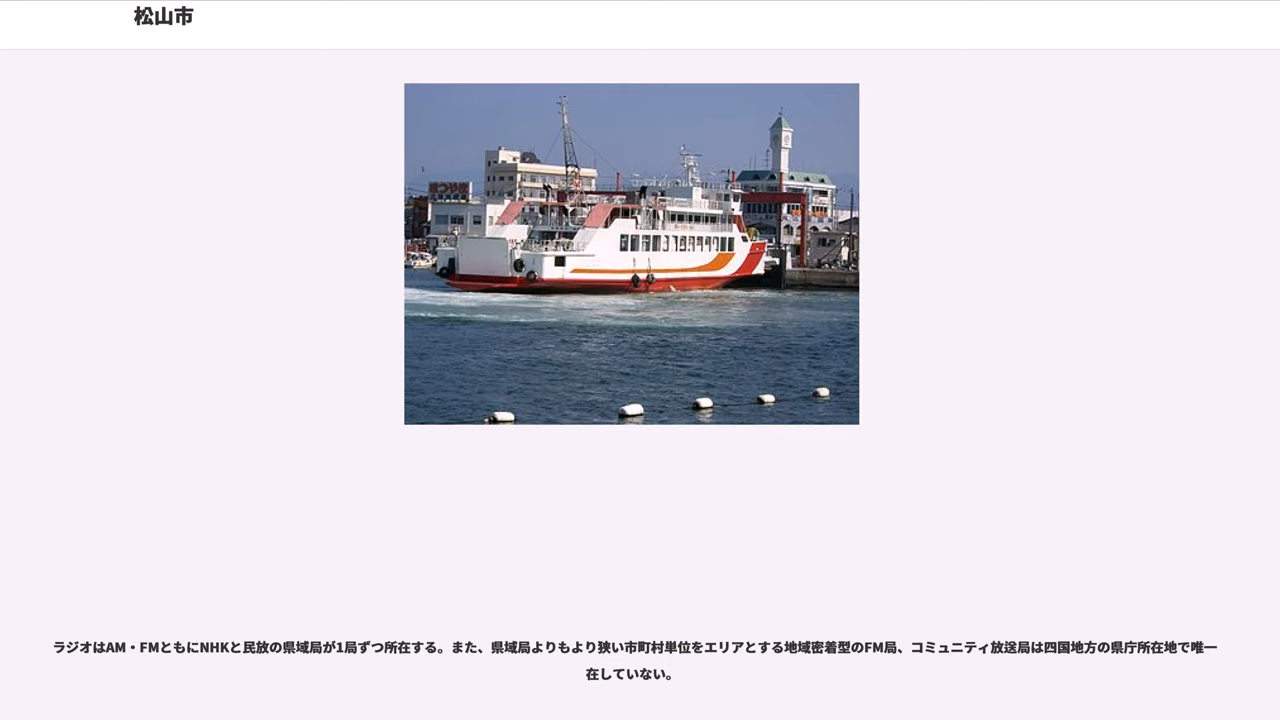 松山市
ラジオはAM・FMともにNHKと民放の県域局が1局ずつ所在する。また、県域局よりもより狭い市町村単位をエリアとする地域密着型のFM局、コミュニティ放送局は四国地方の県庁所在地で唯一
在していない。